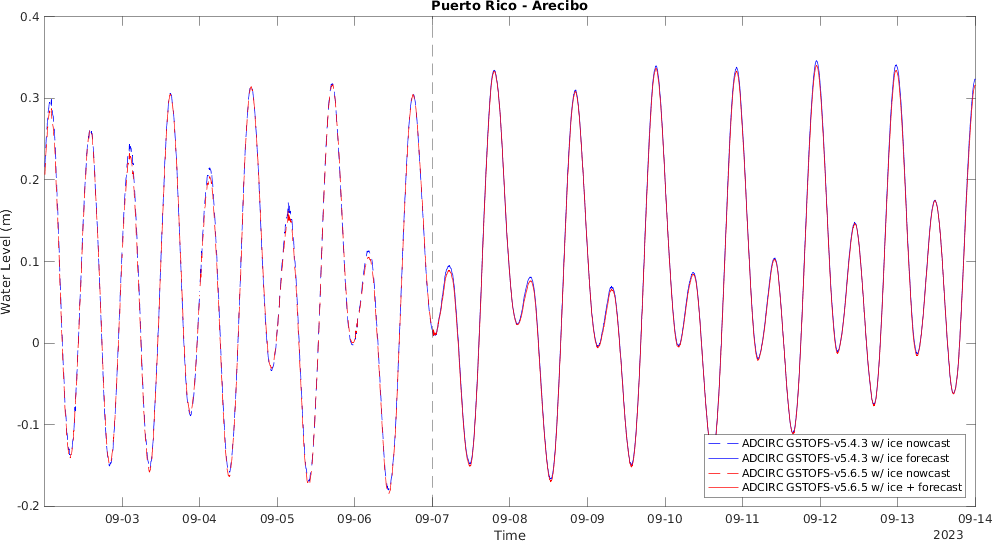 Puerto Rico - Arecibo
0.4
0.3
0.2
0.1
0
-0.1
-0.2
Water Level (m)
ADCIRC GSTOFS-v5.4.3 w/ ice nowcast
ADCIRC GSTOFS-v5.4.3 w/ ice forecast
ADCIRC GSTOFS-v5.6.5 w/ ice nowcast
ADCIRC GSTOFS-v5.6.5 w/ ice + forecast
09-03 09-04 09-05 09-06 09-07 09-08 09-09 09-10 09-11 09-12 09-13 09-14
Time
2023